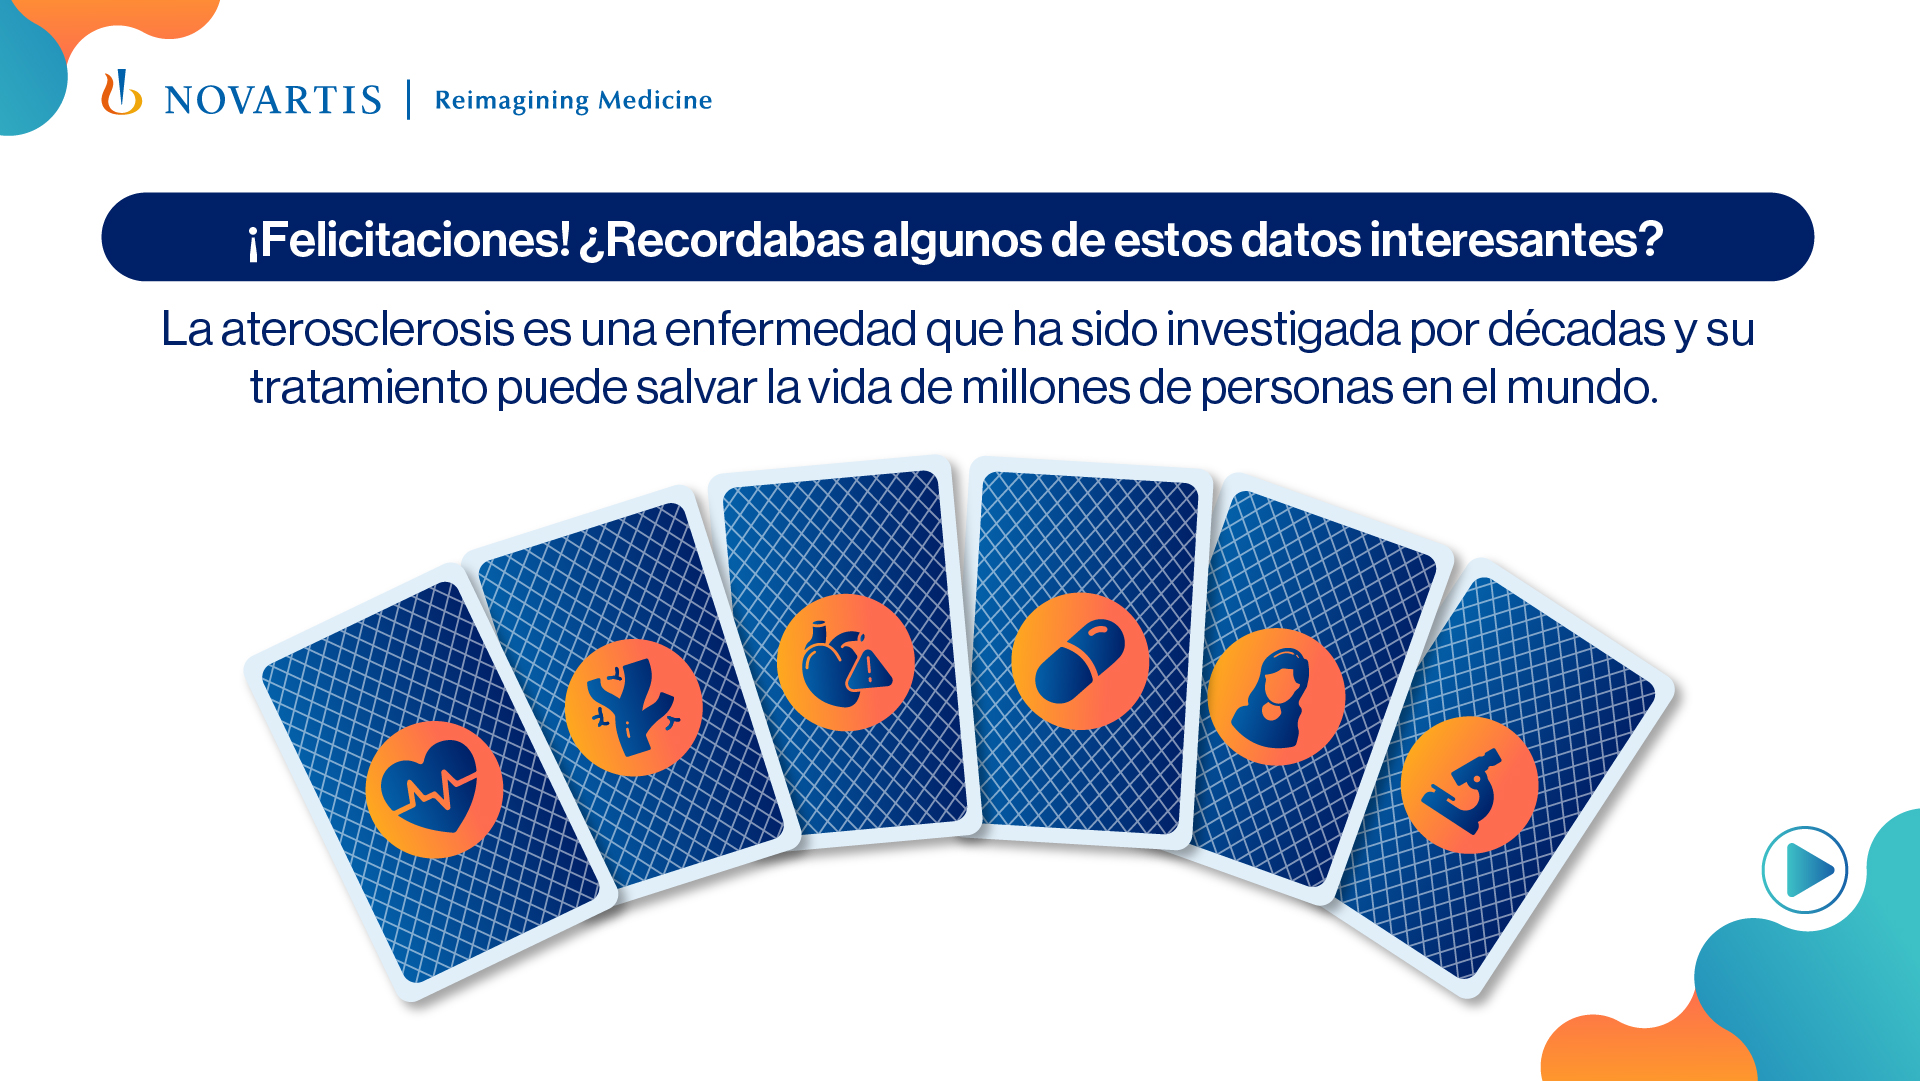 NOVARTIS | Reimagining Medicine
¡Felicitaciones! ¿Recordabas algunos de estos datos interesantes?
La aterosclerosis es una enfermedad que ha sido investigada por décadas y su
tratamiento puede salvar la vida de millones de personas en el mundo.